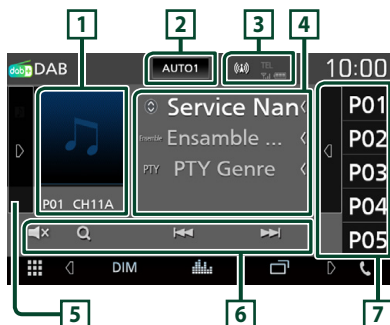 1 2 3 4
dab DAB AUTO1 TEL 10:00
Service Nan
Ensemble Ensamble ...
PTY PTY Genre
P01 CH11A
P01
P02
P03
P04
P05
DIM
5 6 7